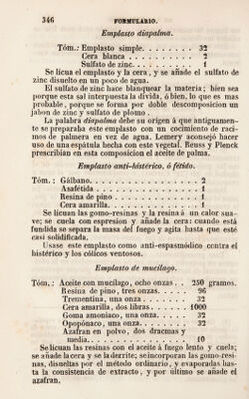 346 FORMULARIO.
Emplasto diapalma.
Tóm.: Emplasto simple. . . . . . . . 32
Cera blanca . . . . . . . . . 2
Sulfato de zinc. . . . . . . . 1
Se licua el emplasto y la cera, y se añade el sulfato de
zinc disuelto en un poco de agua.
El sulfato de zinc hace blanquear la materia; bien sea
porque esta sal interpuesta la divida, ó bien, lo que es mas
probable, porque se forma por doble descomposicion un
jabon de zinc y sulfato de plomo.
La palabra diapalma debe su origen á que antiguamen-
te se preparaba este emplasto con un cocimiento de raci-
mos de palmera en vez de agua. Lemery aconsejó hacer
uso de una espátula hecha con este vegetal. Reuss y Plenck
prescribian en esta composicion el aceite de palma.
Emplasto anti-histérico, ó fétido.
Tóm.: Gálbano. . . . . . . . . . . 2
Asafétida . . . . . . . . . . 1
Resina de pino . . . . . . . . 1
Cera amarilla. . . . . . . . . 1
Se licuan las gomo-resinas y la resina á un calor sua-
ve; se cuela con espresion y añade la cera: cuando está
fundida se separa la masa del fuego y agita hasta que esté
casi solidificada.
Usase este emplasto como anti-espasmódico contra el
histérico y los cólicos ventosos.
Emplasto de mucílago.
Tóm.: Aceite con mucílago, ocho onzas. . 250 gramos.
Resina de pino, tres onzas. . . . . 96
Trementina, una onza . . . . . . 32
Cera amarilla, dos libras . . . . . 1000
Goma amoniaco, una onza . . . . 32
Opopónaco, una onza . . . . . . 32
Azafran en polvo, dos dracmas y
media. . . . . . . . . . . 10
Se licuan las resinas con el aceite á fuego lento y cuela;
se añade la cera y se la derrite; se incorporan las gomo-resi-
nas, disueltas por el método ordinario, y evaporadas has-
ta la consistencia de extracto, y por último se añade el
azafran.